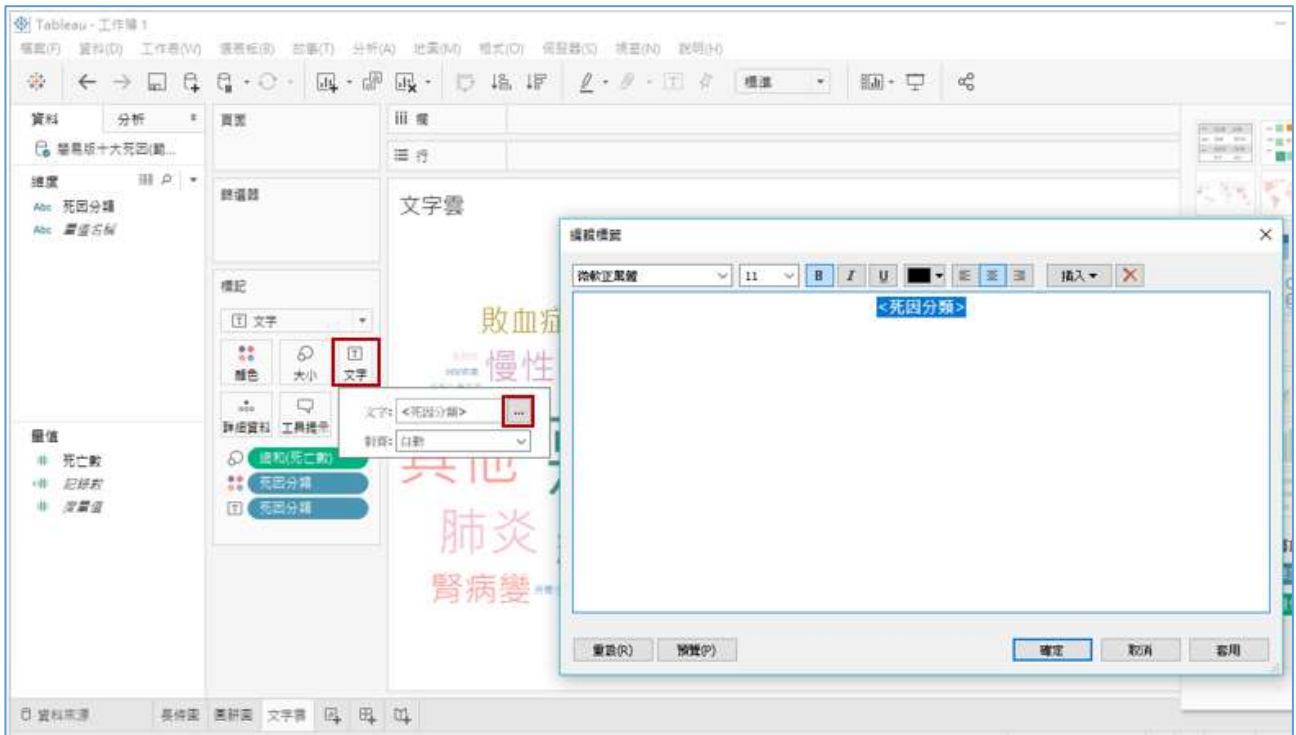 Tableau - 工作簿 1
檔案(F) 資料(D) 工作表(W) 儀表板(B) 故事(T) 分析(A) 地圖(M) 格式(O) 伺服器(S) 視窗(N) 說明(H)
標準
資料 分析
頁面
欄
簡易版十大死因(範...
行
維度
Abc 死因分類
Abc 量值名稱
篩選器
文字雲
標記
文字
顏色 大小 文字
詳細資料 工具提示
文字: <死因分類> ...
對齊: 自動
總和(死亡數)
死因分類
死因分類
量值
死亡數
記錄數
度量值
敗血症
慢性
其他
肺炎
腎病變
編輯標籤
微軟正黑體 11 B I U 插入
<死因分類>
重設(R) 預覽(P) 確定 取消 套用
資料來源 長條圖 圓餅圖 文字雲